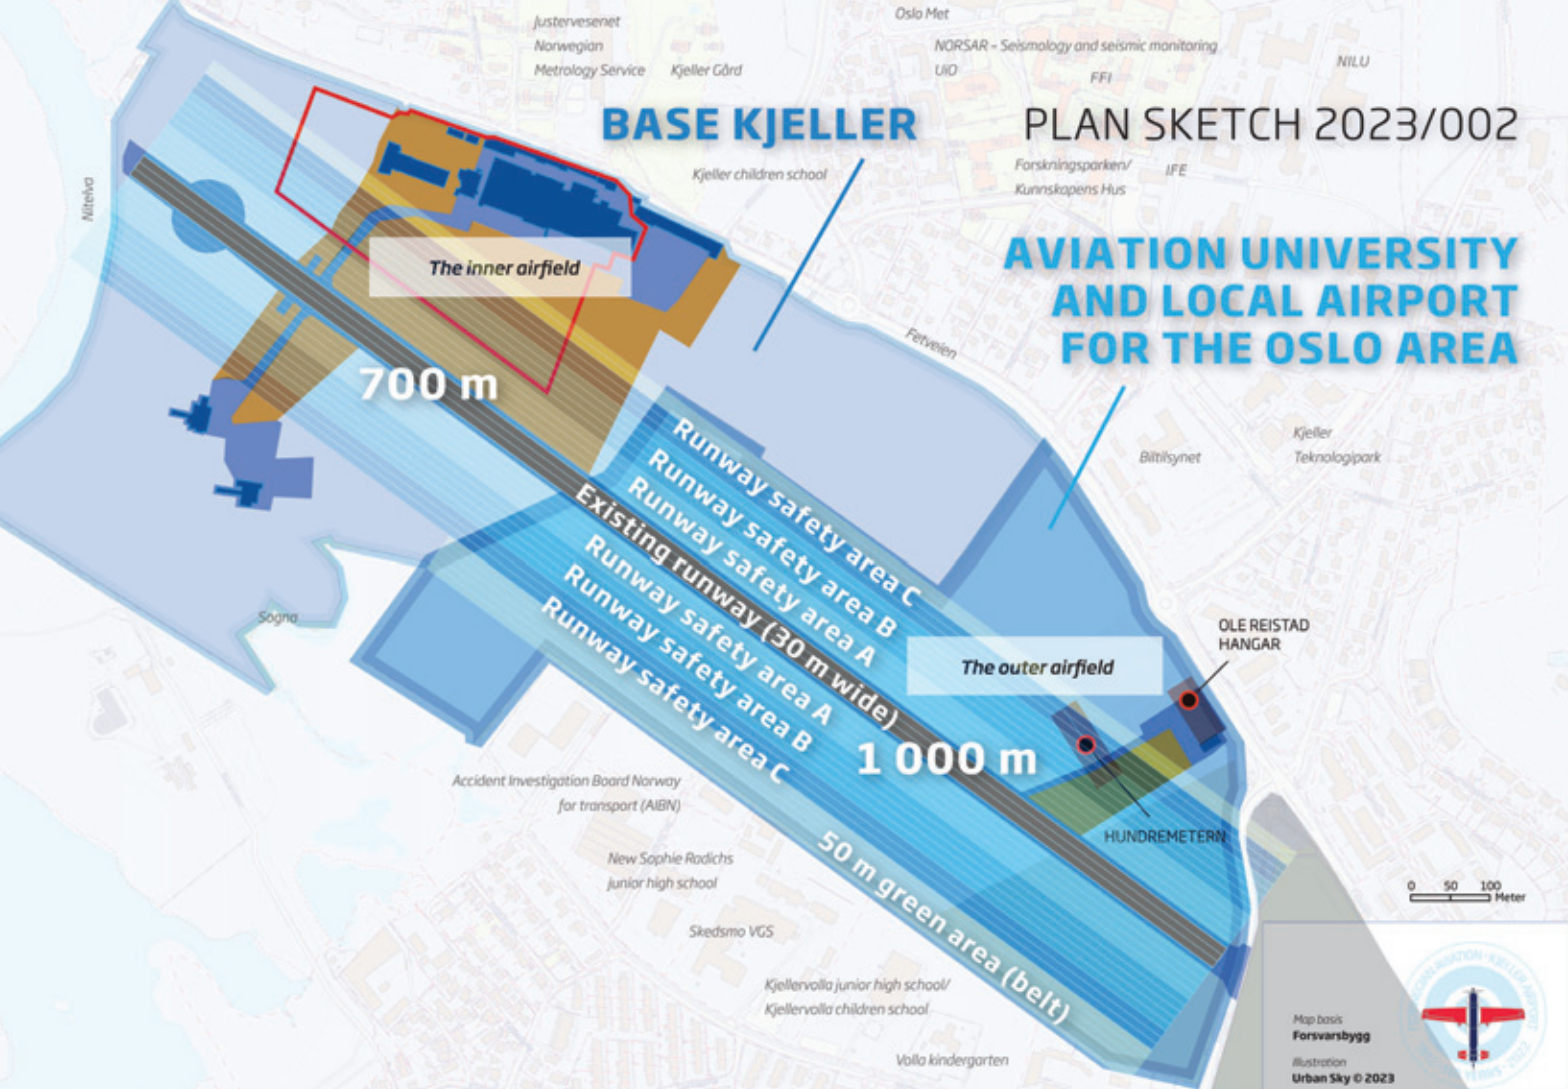 Justervesenet
Norwegian
Metrology Service
Kjeller Gård
Oslo Met
NORSAR - Seismology and seismic monitoring
UiO
FFI
NILU
BASE KJELLER
PLAN SKETCH 2023/002
Kjeller children school
Forskningsparken/
Kunnskapens Hus
IFE
Nitelva
AVIATION UNIVERSITY
AND LOCAL AIRPORT
FOR THE OSLO AREA
The inner airfield
Fetveien
700 m
Biltilsynet
Kjeller
Teknologipark
Runway safety area C
Runway safety area B
Runway safety area A
Existing runway (30 m wide)
Runway safety area A
Runway safety area B
Runway safety area C
Sogna
OLE REISTAD
HANGAR
The outer airfield
1 000 m
HUNDREMETERN
50 m green area (belt)
Accident Investigation Board Norway
for transport (AIBN)
New Sophie Radichs
junior high school
Skedsmo VGS
Kjellervolla junior high school/
Kjellervolla children school
Volla kindergarten
0 50 100
Meter
Map basis
Forsvarsbygg
Illustration
Urban Sky © 2023